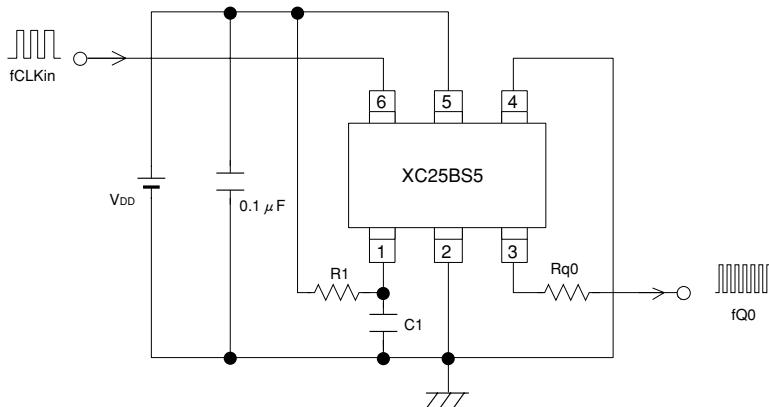 fCLKin
6
5
4
XC25BS5
VDD
0.1 μF
1
2
3
R1
Rq0
C1
fQ0